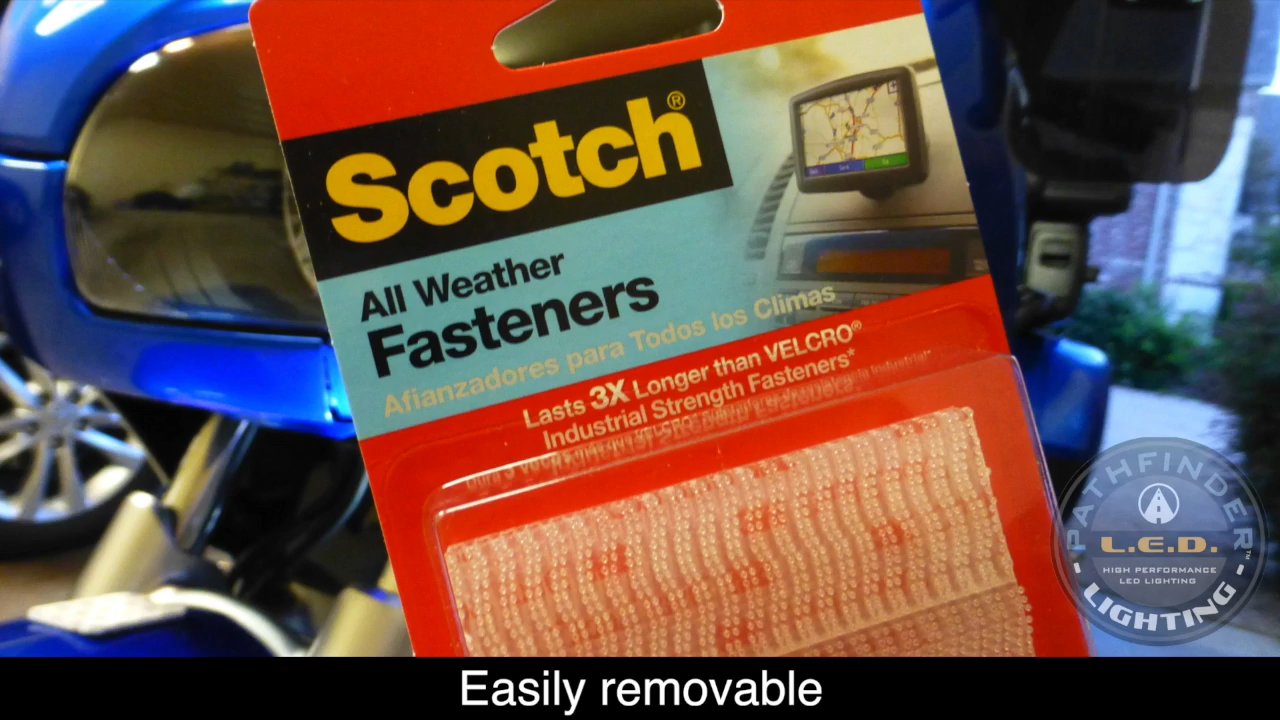 Scotch®
All Weather
Fasteners
Afianzadores para Todos los Climas
Lasts 3X Longer than VELCRO®
Industrial Strength Fasteners*
PATHFINDER™
L.E.D.
HIGH PERFORMANCE
LED LIGHTING
LIGHTING
Easily removable